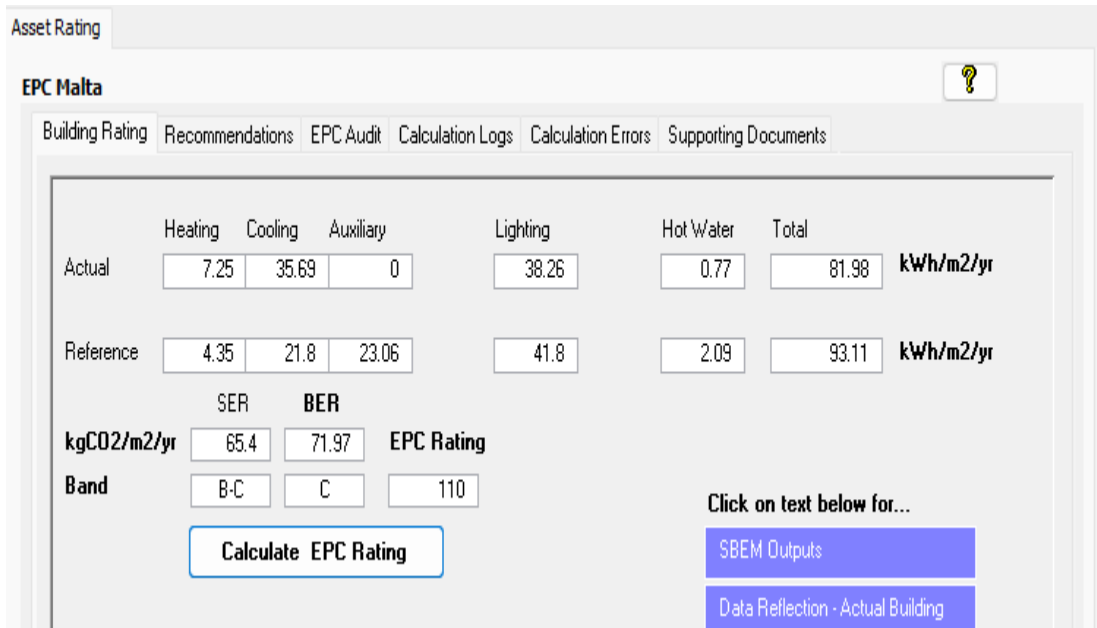 Asset Rating
EPC Malta
?
Building Rating Recommendations EPC Audit Calculation Logs Calculation Errors Supporting Documents
Heating Cooling Auxiliary Lighting Hot Water Total
Actual 7.25 35.69 0 38.26 0.77 81.98 kWh/m2/yr
Reference 4.35 21.8 23.06 41.8 2.09 93.11 kWh/m2/yr
SER BER
kgCO2/m2/yr 65.4 71.97 EPC Rating
Band B-C C 110
Click on text below for...
Calculate EPC Rating
SBEM Outputs
Data Reflection - Actual Building